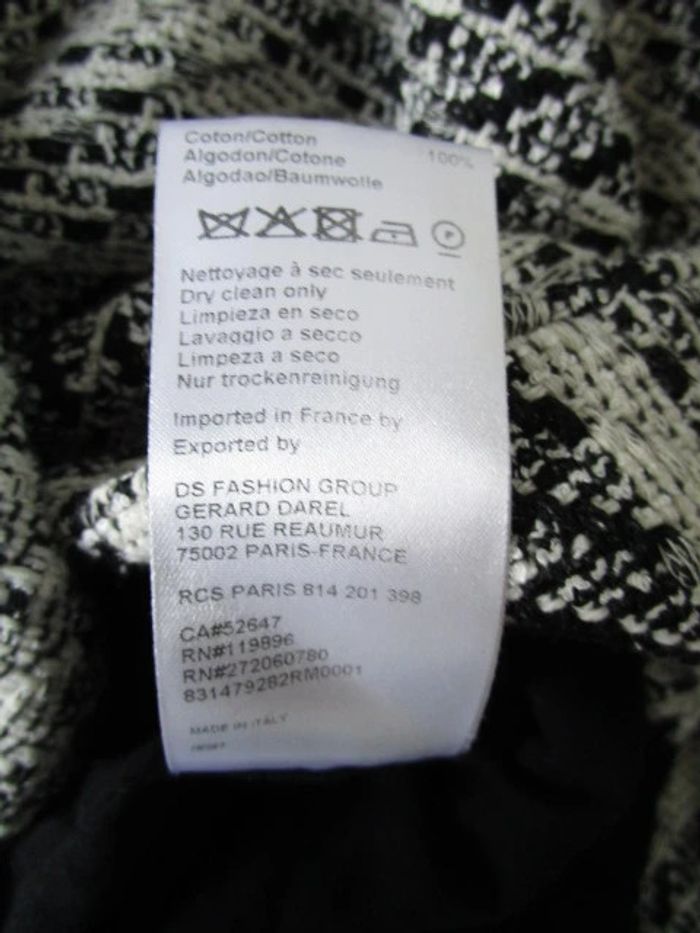 Coton/Cotton 100%
Algodon/Cotone
Algodao/Baumwolle
P
Nettoyage à sec seulement
Dry clean only
Limpieza en seco
Lavaggio a secco
Limpeza a seco
Nur trockenreinigung
Imported in France by
Exported by
DS FASHION GROUP
GERARD DAREL
130 RUE REAUMUR
75002 PARIS-FRANCE
RCS PARIS 814 201 398
CA#52647
RN#119896
RN#272060780
831479282RM0001
MADE IN ITALY